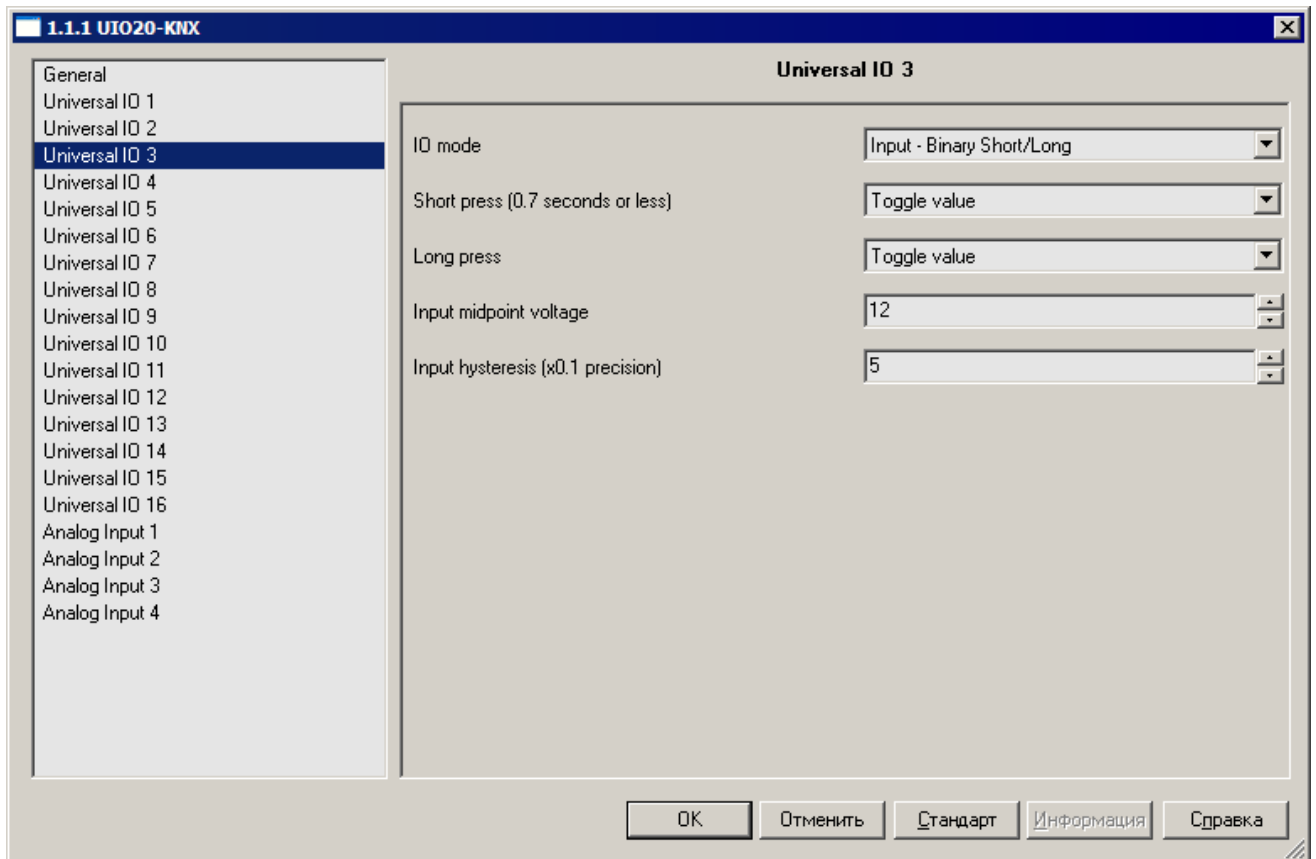 1.1.1 UIO20-KNX
General
Universal IO 1
Universal IO 2
Universal IO 3
Universal IO 4
Universal IO 5
Universal IO 6
Universal IO 7
Universal IO 8
Universal IO 9
Universal IO 10
Universal IO 11
Universal IO 12
Universal IO 13
Universal IO 14
Universal IO 15
Universal IO 16
Analog Input 1
Analog Input 2
Analog Input 3
Analog Input 4
Universal IO 3
IO mode Input - Binary Short/Long
Short press (0.7 seconds or less) Toggle value
Long press Toggle value
Input midpoint voltage 12
Input hysteresis (x0.1 precision) 5
OK Отменить Стандарт Информация Справка